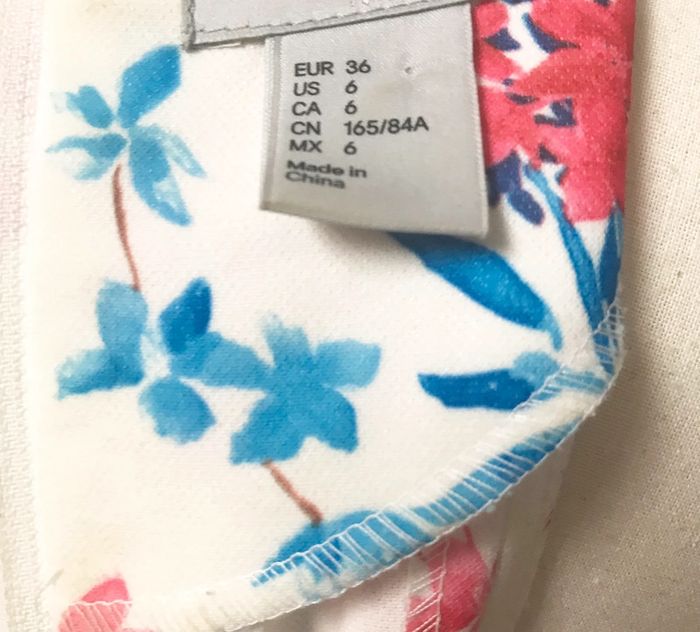 EUR 36
US 6
CA 6
CN 165/84A
MX 6
Made in
China